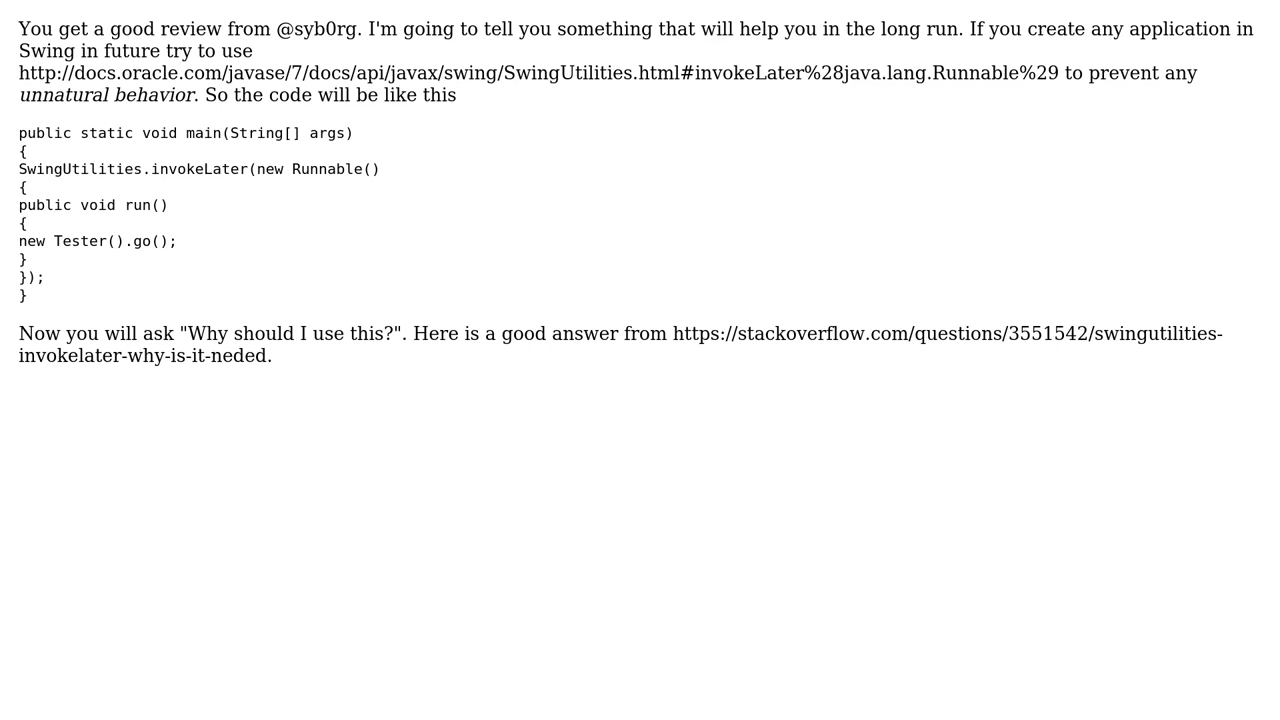 You get a good review from @syb0rg. I'm going to tell you something that will help you in the long run. If you create any application in
Swing in future try to use
http://docs.oracle.com/javase/7/docs/api/javax/swing/SwingUtilities.html#invokeLater%28java.lang.Runnable%29 to prevent any
unnatural behavior. So the code will be like this
public static void main(String[] args)
{
SwingUtilities.invokeLater(new Runnable()
{
public void run()
{
new Tester().go();
}
});
}
Now you will ask "Why should I use this?". Here is a good answer from https://stackoverflow.com/questions/3551542/swingutilities-
invokelater-why-is-it-neded.